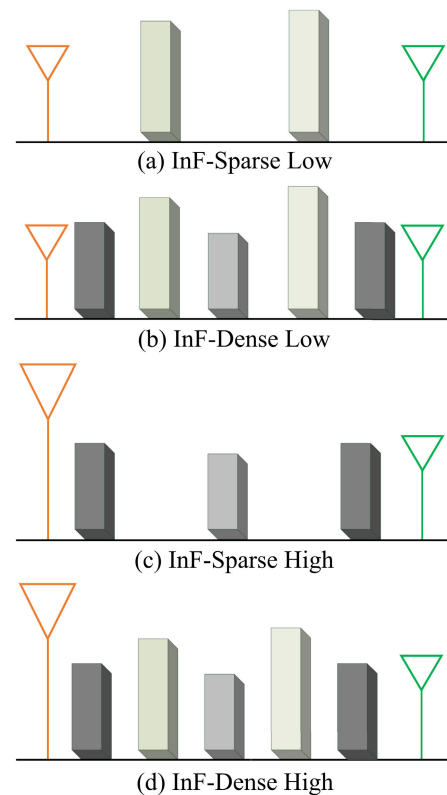 (a) InF-Sparse Low
(b) InF-Dense Low
(c) InF-Sparse High
(d) InF-Dense High